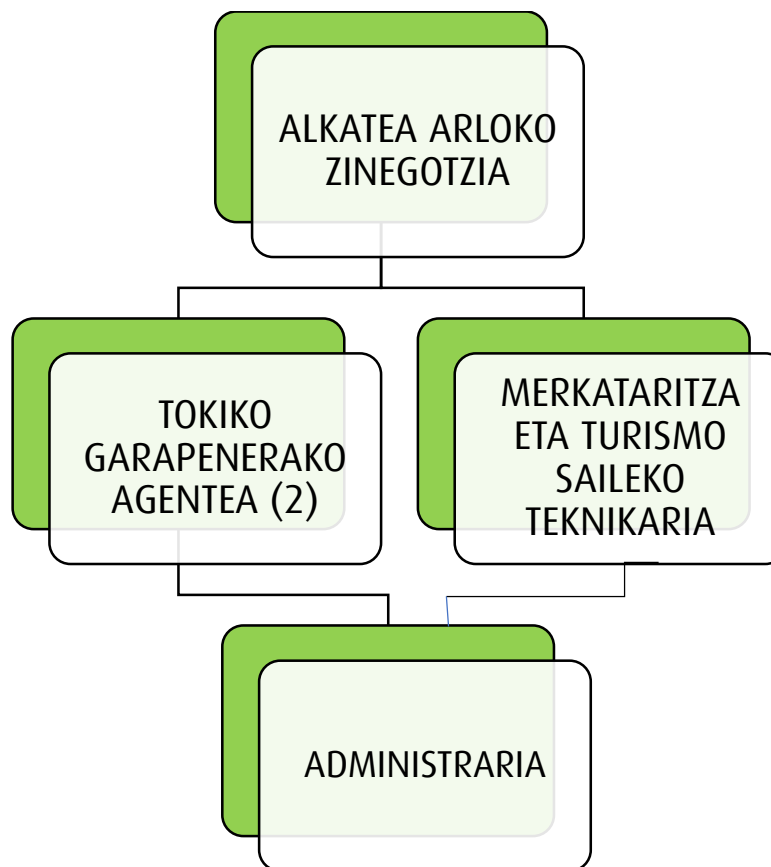 ALKATEA ARLOKO
ZINEGOTZIA
TOKIKO
GARAPENERAKO
AGENTEA (2)
MERKATARITZA
ETA TURISMO
SAILEKO
TEKNIKARIA
ADMINISTRARIA